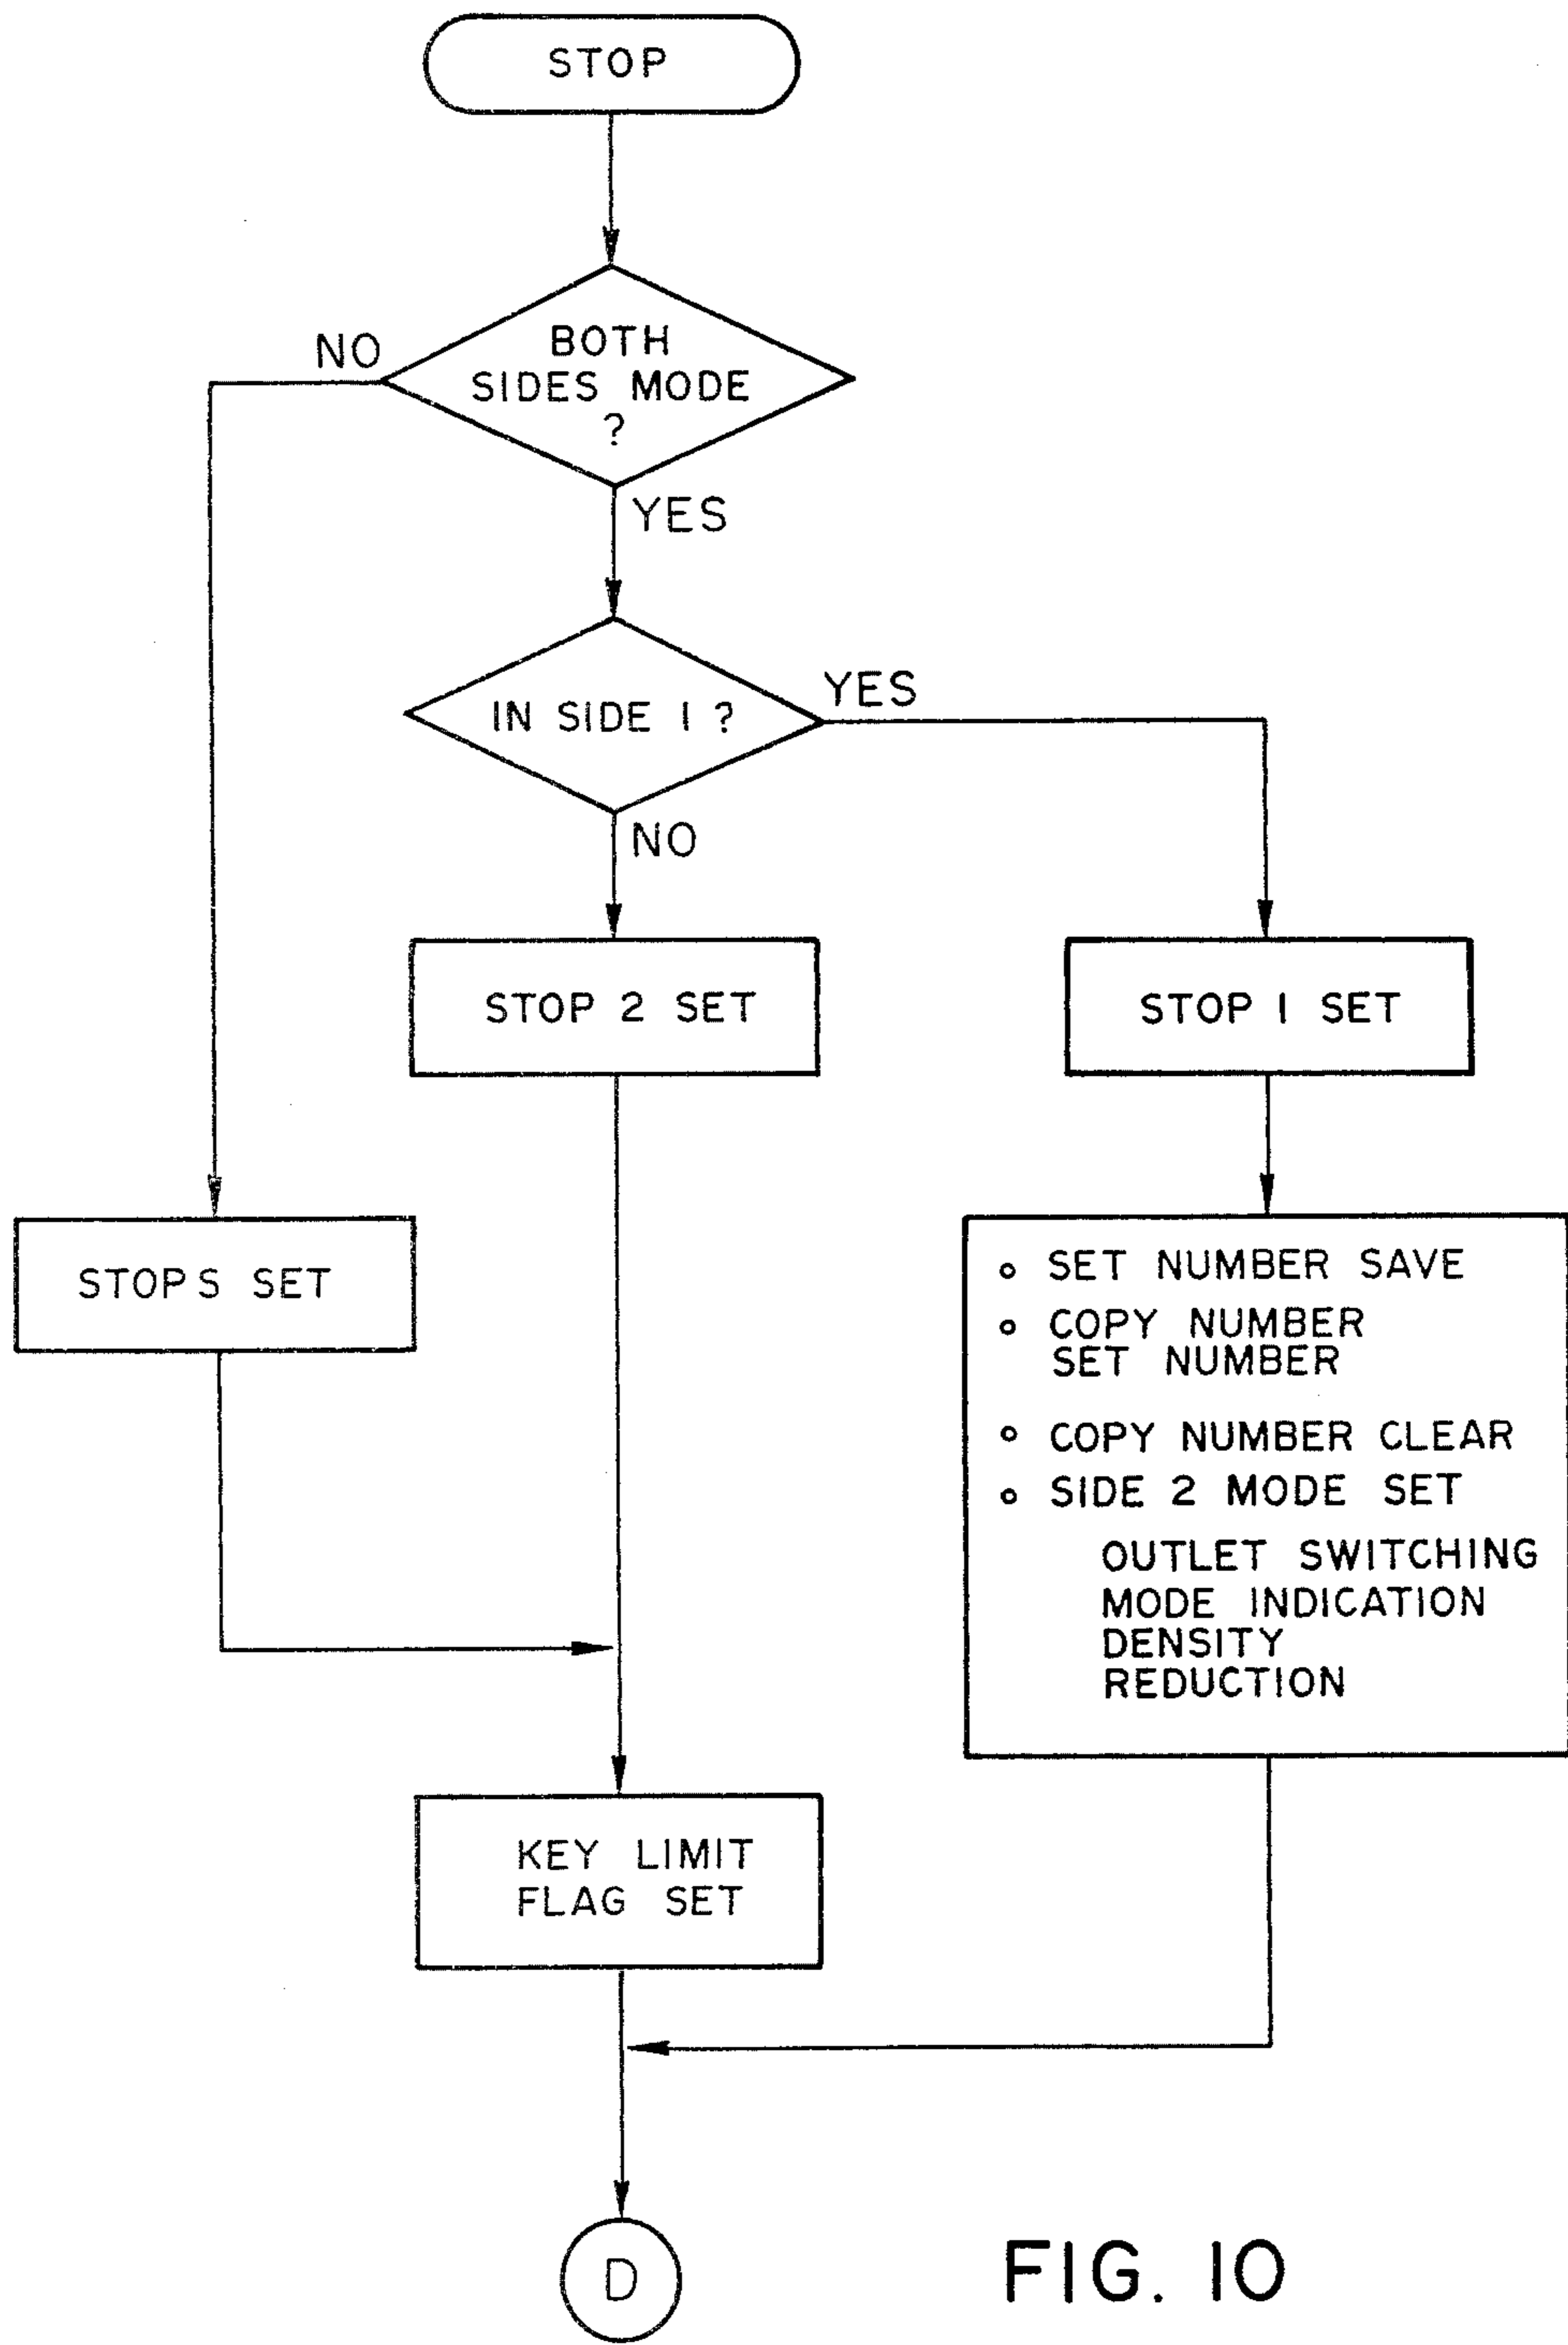 STOP
BOTH
SIDES MODE
?
NO
YES
IN SIDE 1 ?
YES
NO
STOP 2 SET
STOP 1 SET
STOP S SET
SET NUMBER SAVE
COPY NUMBER
SET NUMBER
COPY NUMBER CLEAR
SIDE 2 MODE SET
OUTLET SWITCHING
MODE INDICATION
DENSITY
REDUCTION
KEY LIMIT
FLAG SET
D
FIG. 10